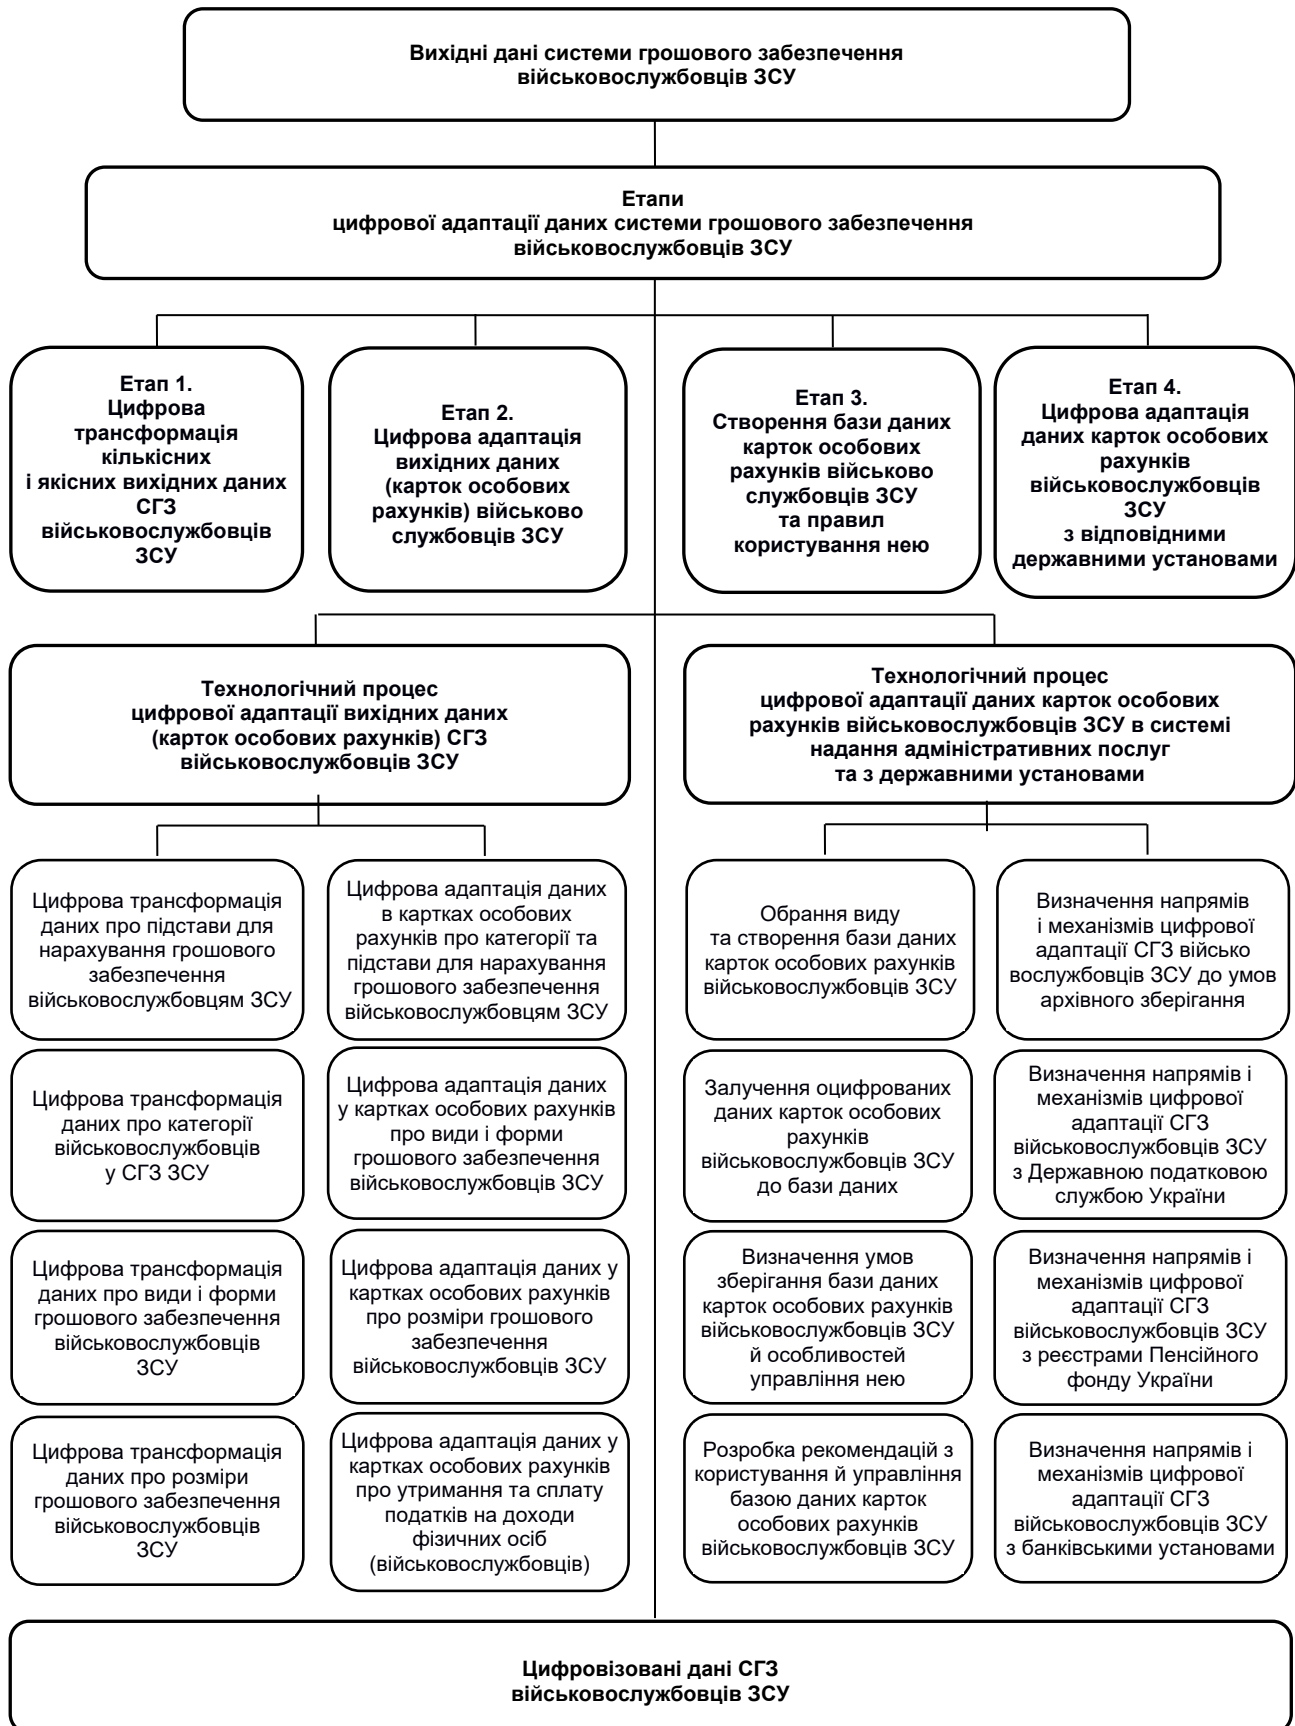 Вихідні дані системи грошового забезпечення
військовослужбовців ЗСУ
Етапи
цифрової адаптації даних системи грошового забезпечення
військовослужбовців ЗСУ
Етап 1.
Цифрова
трансформація
кількісних
і якісних вихідних даних
СГЗ
військовослужбовців
ЗСУ
Етап 2.
Цифрова адаптація
вихідних даних
(карток особових
рахунків) військово
службовців ЗСУ
Етап 3.
Створення бази даних
карток особових
рахунків військово
службовців ЗСУ
та правил
користування нею
Етап 4.
Цифрова адаптація
даних карток особових
рахунків
військовослужбовців
ЗСУ
з відповідними
державними установами
Технологічний процес
цифрової адаптації вихідних даних
(карток особових рахунків) СГЗ
військовослужбовців ЗСУ
Технологічний процес
цифрової адаптації даних карток особових
рахунків військовослужбовців ЗСУ в системі
надання адміністративних послуг
та з державними установами
Цифрова трансформація
даних про підстави для
нарахування грошового
забезпечення
військовослужбовцям ЗСУ
Цифрова адаптація даних
в картках особових
рахунків про категорії та
підстави для нарахування
грошового забезпечення
військовослужбовцям ЗСУ
Обрання виду
та створення бази даних
карток особових рахунків
військовослужбовців ЗСУ
Визначення напрямів
і механізмів цифрової
адаптації СГЗ військо
вослужбовців ЗСУ до умов
архівного зберігання
Цифрова трансформація
даних про категорії
військовослужбовців
у СГЗ ЗСУ
Цифрова адаптація даних
у картках особових рахунків
про види і форми
грошового забезпечення
військовослужбовців ЗСУ
Залучення оцифрованих
даних карток особових
рахунків
військовослужбовців ЗСУ
до бази даних
Визначення напрямів і
механізмів цифрової
адаптації СГЗ
військовослужбовців ЗСУ
з Державною податковою
службою України
Цифрова трансформація
даних про види і форми
грошового забезпечення
військовослужбовців
ЗСУ
Цифрова адаптація даних у
картках особових рахунків
про розміри грошового
забезпечення
військовослужбовців ЗСУ
Визначення умов
зберігання бази даних
карток особових рахунків
військовослужбовців ЗСУ
й особливостей
управління нею
Визначення напрямів і
механізмів цифрової
адаптації СГЗ
військовослужбовців ЗСУ
з реєстрами Пенсійного
фонду України
Цифрова трансформація
даних про розміри
грошового забезпечення
військовослужбовців
ЗСУ
Цифрова адаптація даних у
картках особових рахунків
про утримання та сплату
податків на доходи
фізичних осіб
(військовослужбовців)
Розробка рекомендацій з
користування й управління
базою даних карток
особових рахунків
військовослужбовців ЗСУ
Визначення напрямів і
механізмів цифрової
адаптації СГЗ
військовослужбовців ЗСУ
з банківськими установами
Цифровізовані дані СГЗ
військовослужбовців ЗСУ